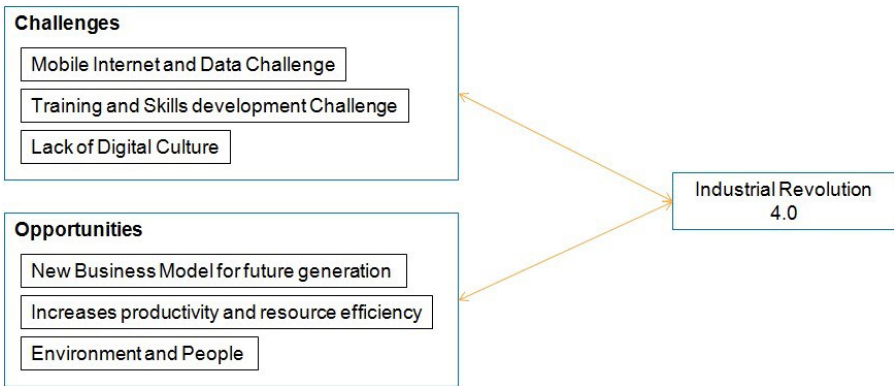 Challenges
Mobile Internet and Data Challenge
Training and Skills development Challenge
Lack of Digital Culture
Industrial Revolution
4.0
Opportunities
New Business Model for future generation
Increases productivity and resource efficiency
Environment and People